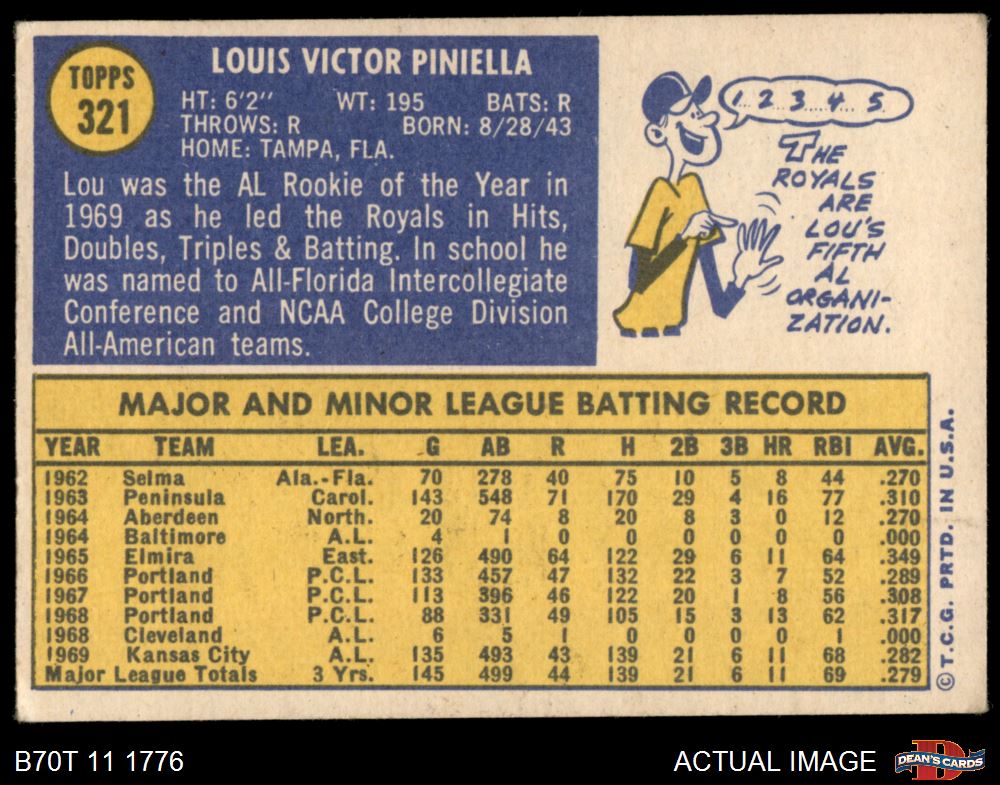 TOPPS
321
LOUIS VICTOR PINIELLA
HT: 6'2" WT: 195 BATS: R
THROWS: R BORN: 8/28/43
HOME: TAMPA, FLA.
Lou was the AL Rookie of the Year in
1969 as he led the Royals in Hits,
Doubles, Triples & Batting. In school he
was named to All-Florida Intercollegiate
Conference and NCAA College Division
All-American teams.
1 2 3 4 5
THE
ROYALS
ARE
LOU'S
FIFTH
AL
ORGANI-
ZATION.
MAJOR AND MINOR LEAGUE BATTING RECORD
YEAR TEAM LEA. G AB R H 2B 3B HR RBI AVG.
1962 Selma Ala.-Fla. 70 278 40 75 10 5 8 44 .270
1963 Peninsula Carol. 143 548 71 170 29 4 16 77 .310
1964 Aberdeen North. 20 74 8 20 8 3 0 12 .270
1964 Baltimore A.L. 4 1 0 0 0 0 0 0 .000
1965 Elmira East. 126 490 64 122 29 6 11 64 .349
1966 Portland P.C.L. 133 457 47 132 22 3 7 52 .289
1967 Portland P.C.L. 113 396 46 122 20 1 8 56 .308
1968 Portland P.C.L. 88 331 49 105 15 3 13 62 .317
1968 Cleveland A.L. 6 5 1 0 0 0 0 1 .000
1969 Kansas City A.L. 135 493 43 139 21 6 11 68 .282
Major League Totals 3 Yrs. 145 499 44 139 21 6 11 69 .279
©T.C.G. PRTD. IN U.S.A.
B70T 11 1776
ACTUAL IMAGE
D
DEAN'S CARDS